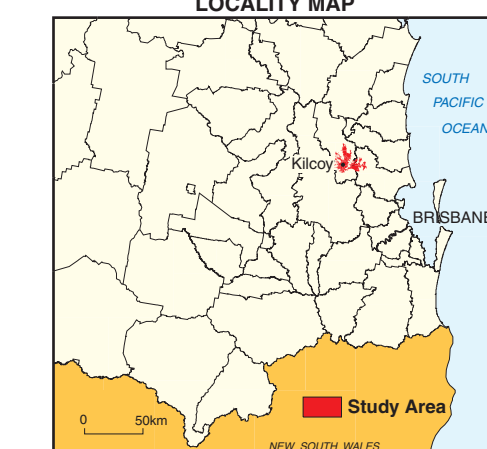 LOCALITY MAP
SOUTH
PACIFIC
OCEAN
Kilcoy
BRISBANE
Study Area
0 50km
NEW SOUTH WALES